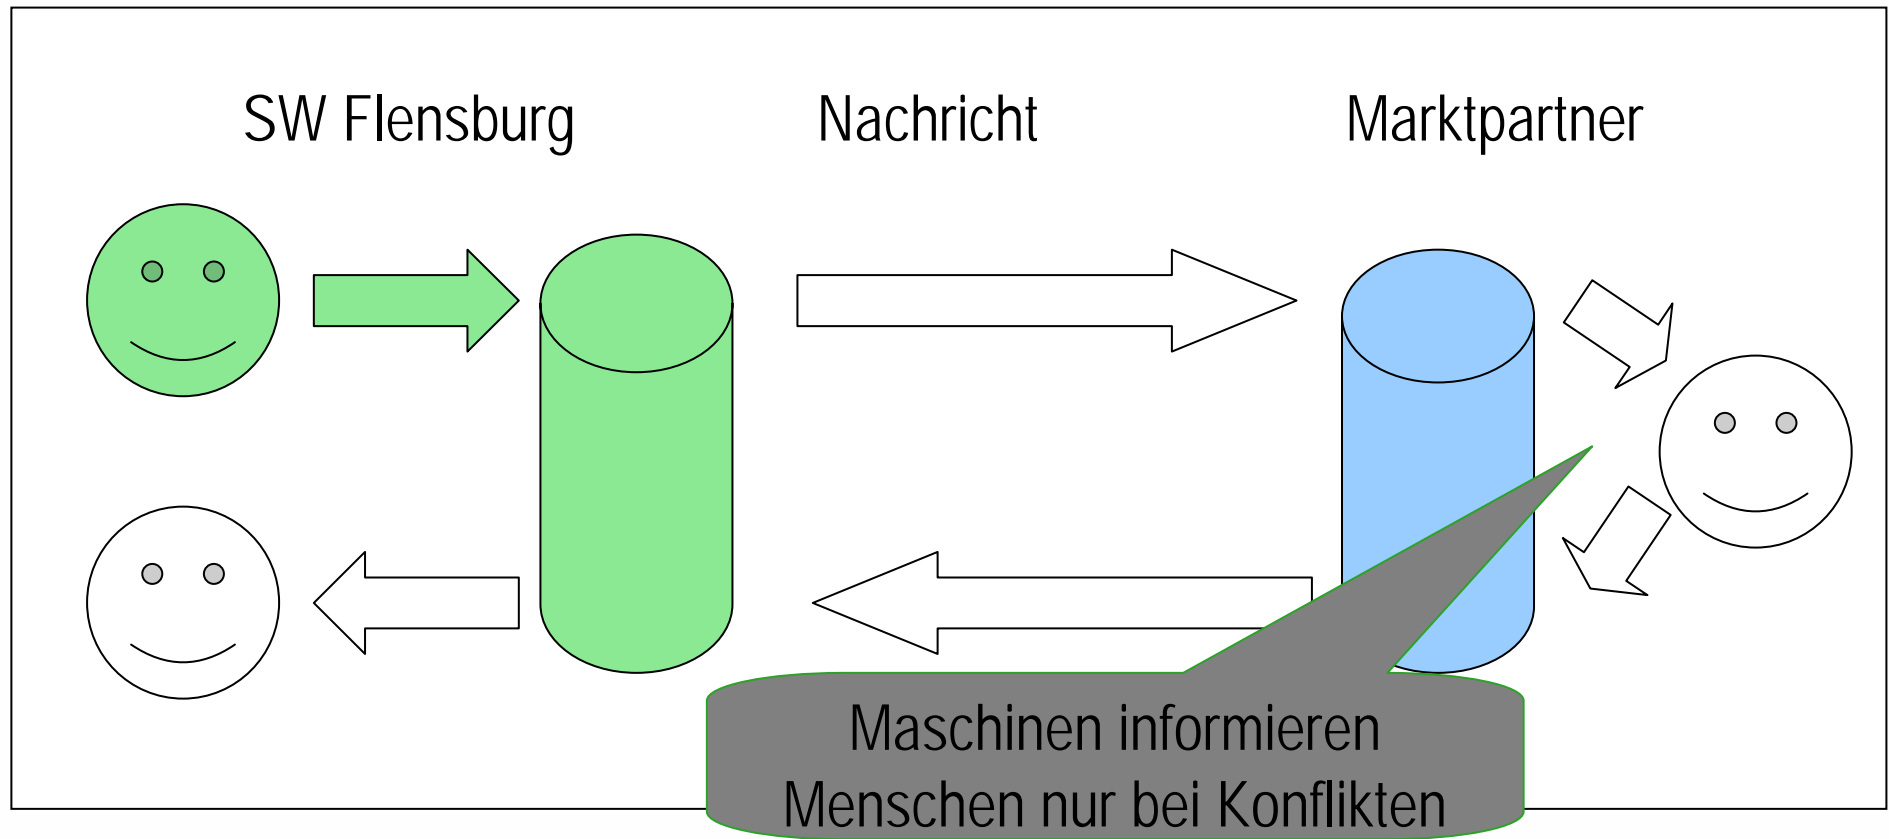 SW Flensburg Nachricht Marktpartner
Maschinen informieren
Menschen nur bei Konflikten